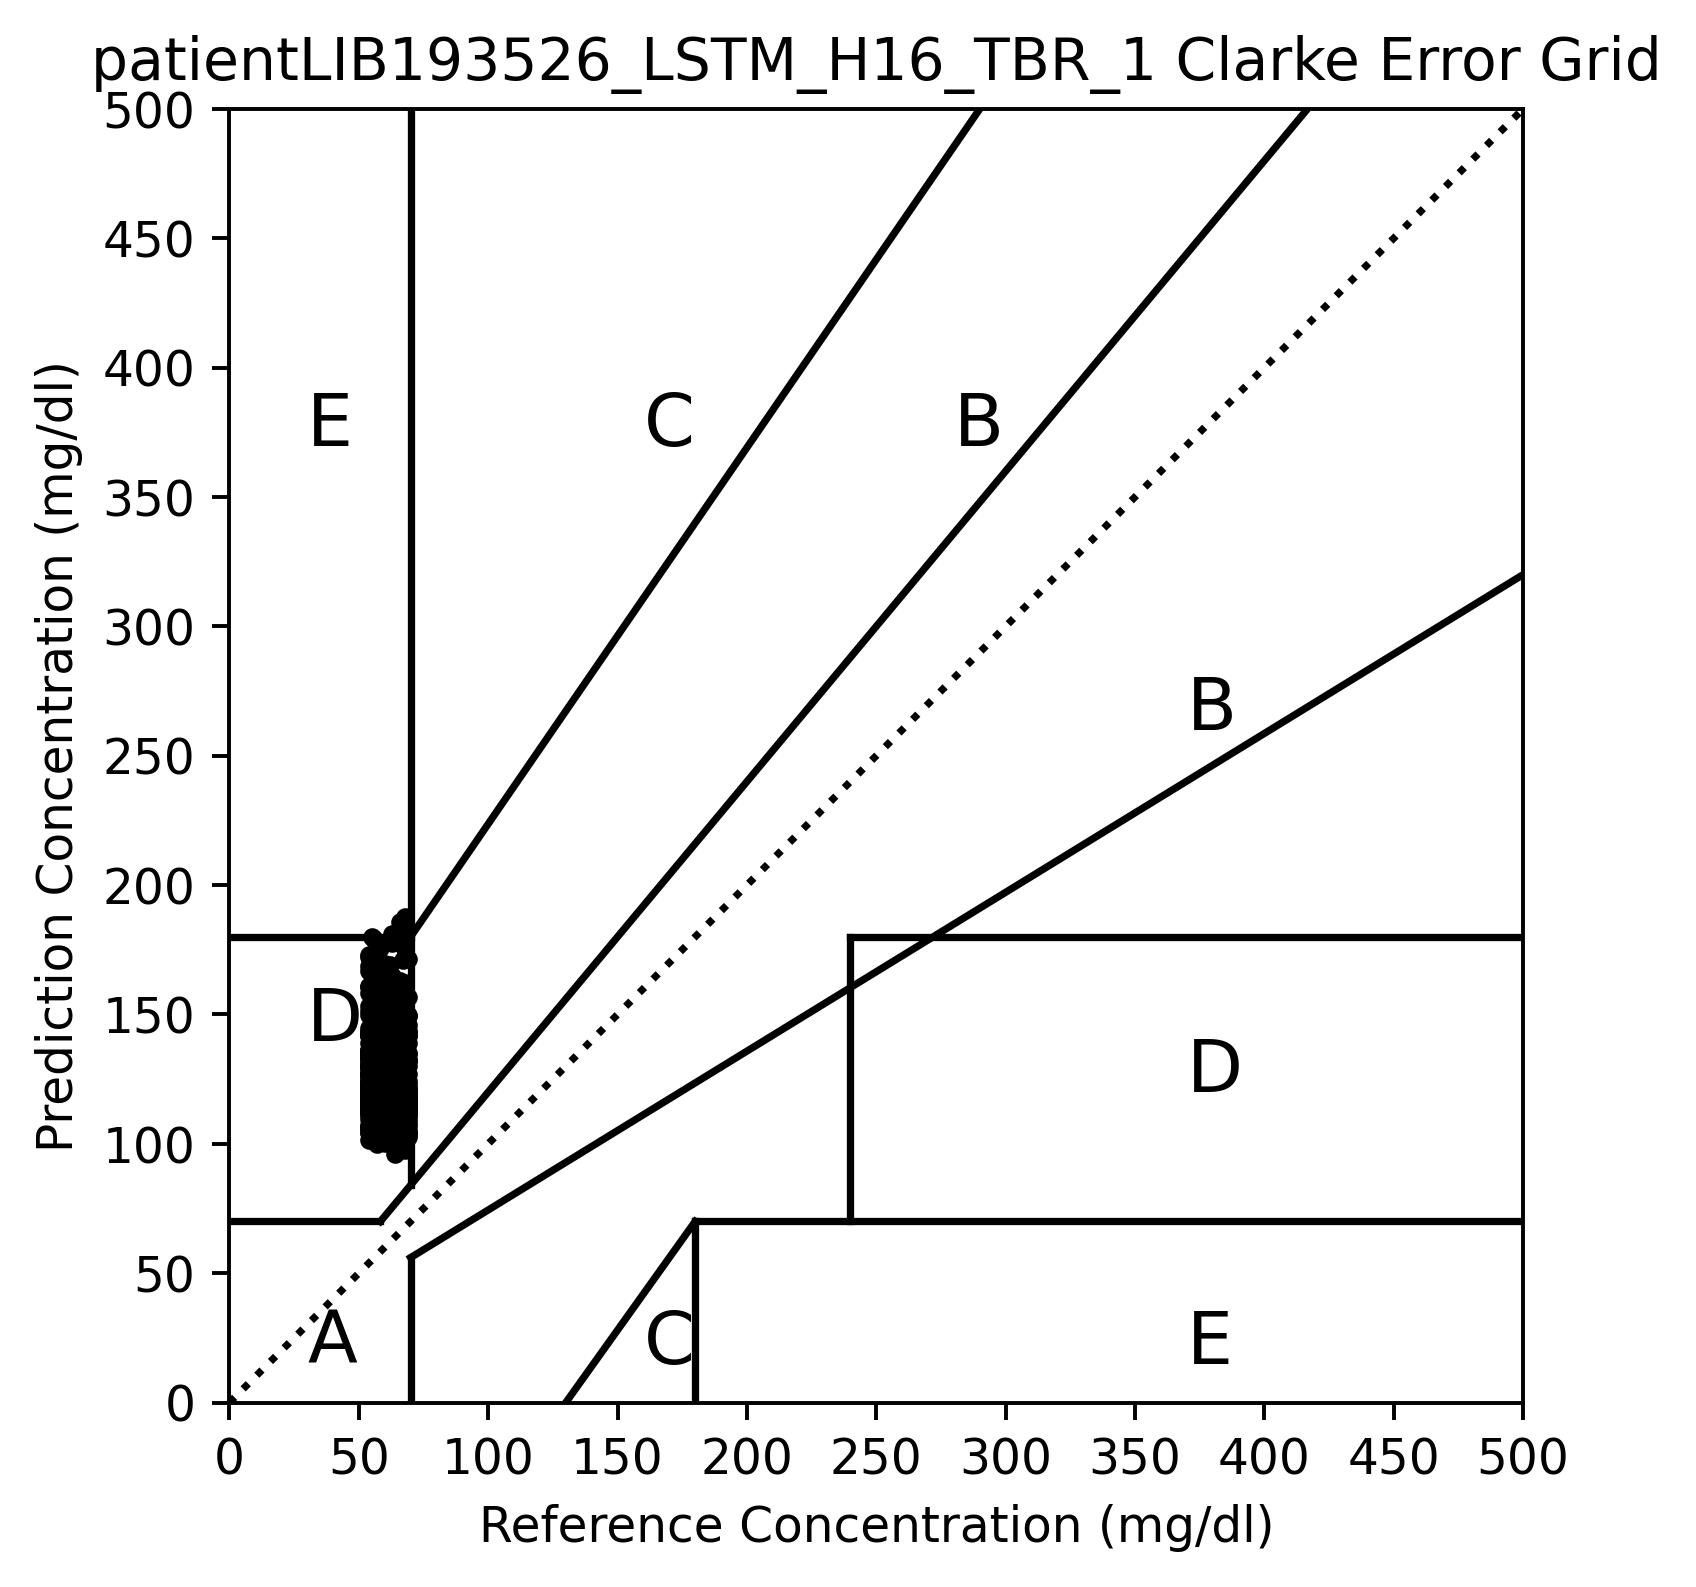 patientLIB193526_LSTM_H16_TBR_1 Clarke Error Grid
500
450
400
350
300
250
200
150
100
50
0
Prediction Concentration (mg/dl)
E
C
B
B
D
D
A
C
E
0 50 100 150 200 250 300 350 400 450 500
Reference Concentration (mg/dl)